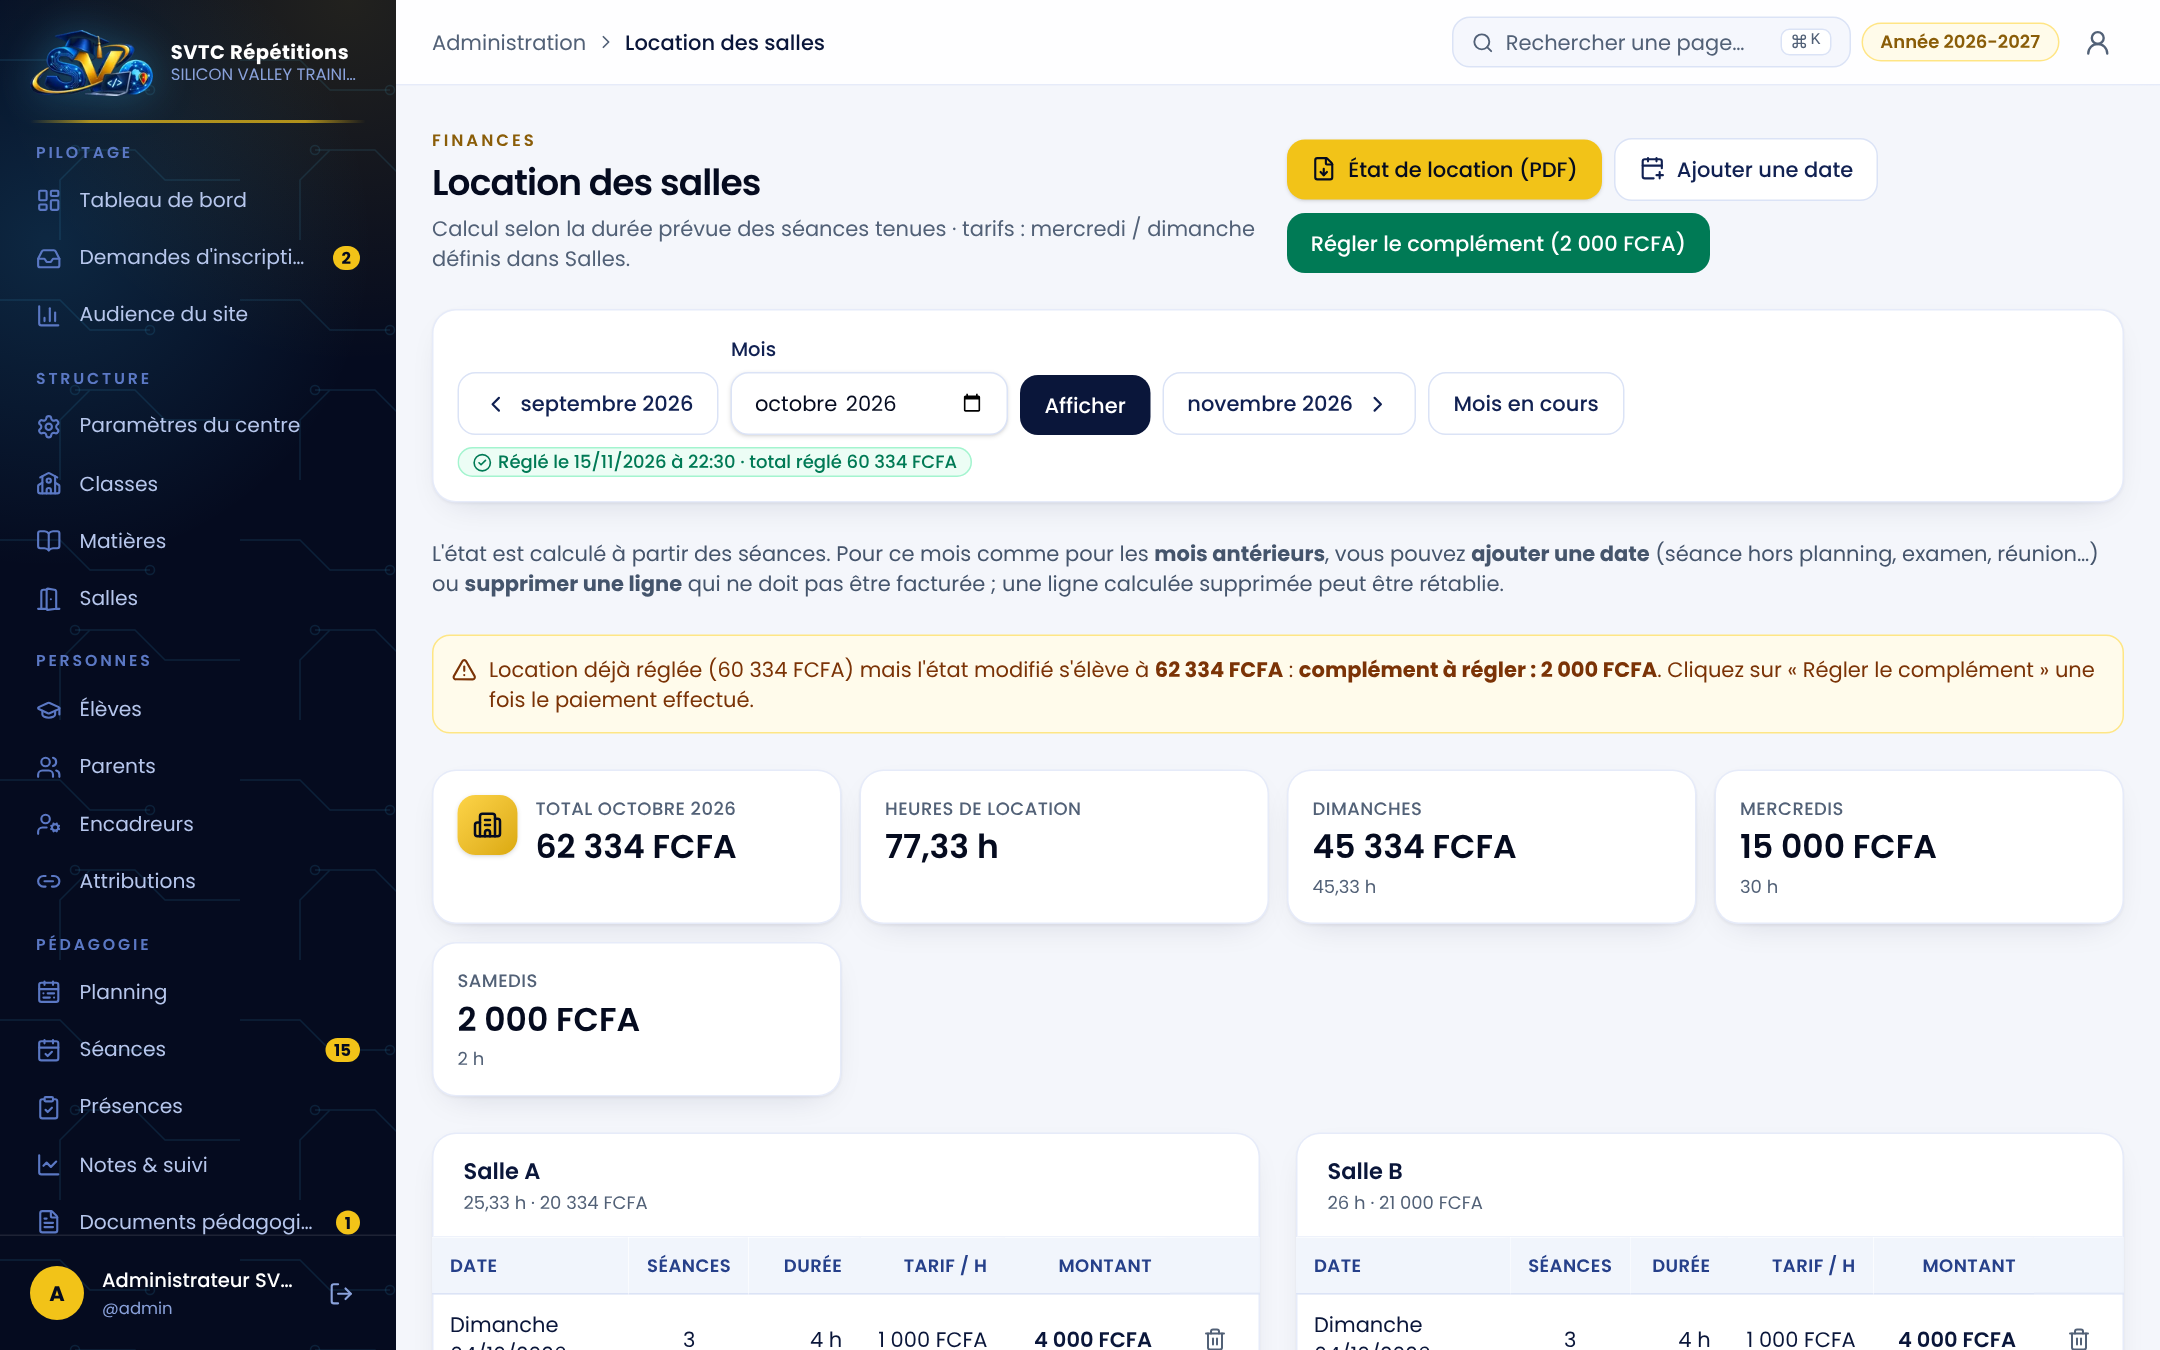 SVTC Répétitions
SILICON VALLEY TRAINI...
PILOTAGE
Tableau de bord
Demandes d'inscripti... 2
Audience du site
STRUCTURE
Paramètres du centre
Classes
Matières
Salles
PERSONNES
Élèves
Parents
Encadreurs
Attributions
PÉDAGOGIE
Planning
Séances 15
Présences
Notes & suivi
Documents pédagogi... 1
A
Administrateur SV...
@admin
Administration > Location des salles
Rechercher une page... ⌘ K
Année 2026-2027
FINANCES
Location des salles
Calcul selon la durée prévue des séances tenues · tarifs : mercredi / dimanche
définis dans Salles.
État de location (PDF)
Ajouter une date
Régler le complément (2 000 FCFA)
Mois
septembre 2026
octobre 2026
Afficher
novembre 2026
Mois en cours
Réglé le 15/11/2026 à 22:30 · total réglé 60 334 FCFA
L'état est calculé à partir des séances. Pour ce mois comme pour les mois antérieurs, vous pouvez ajouter une date (séance hors planning, examen, réunion...)
ou supprimer une ligne qui ne doit pas être facturée ; une ligne calculée supprimée peut être rétablie.
Location déjà réglée (60 334 FCFA) mais l'état modifié s'élève à 62 334 FCFA : complément à régler : 2 000 FCFA. Cliquez sur « Régler le complément » une
fois le paiement effectué.
TOTAL OCTOBRE 2026
62 334 FCFA
HEURES DE LOCATION
77,33 h
DIMANCHES
45 334 FCFA
45,33 h
MERCREDIS
15 000 FCFA
30 h
SAMEDIS
2 000 FCFA
2 h
Salle A
25,33 h · 20 334 FCFA
DATE SÉANCES DURÉE TARIF / H MONTANT
Dimanche
3 4 h 1 000 FCFA 4 000 FCFA
Salle B
26 h · 21 000 FCFA
DATE SÉANCES DURÉE TARIF / H MONTANT
Dimanche
3 4 h 1 000 FCFA 4 000 FCFA